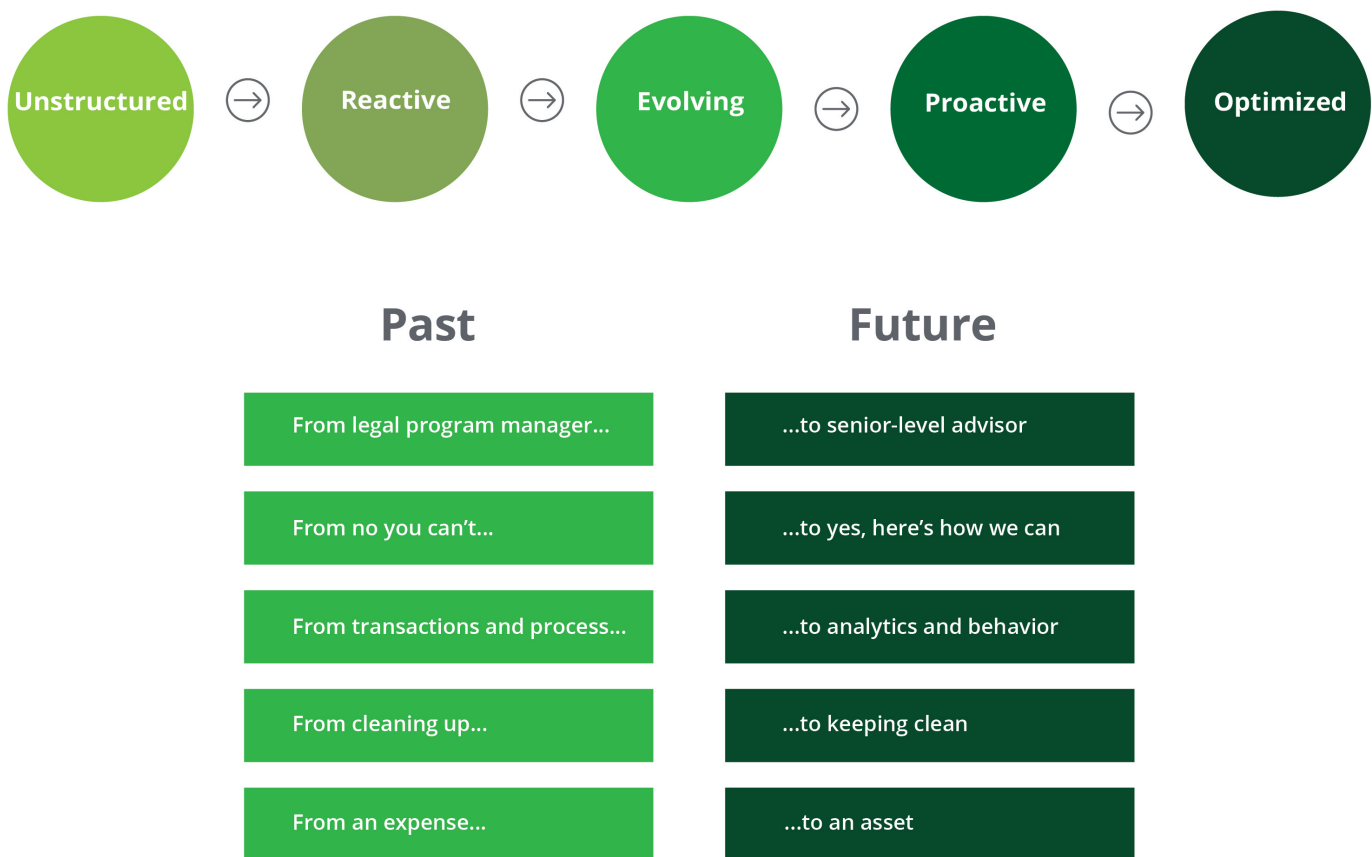 Unstructured
Reactive
Evolving
Proactive
Optimized
Past
Future
From legal program manager...
...to senior-level advisor
From no you can’t...
...to yes, here’s how we can
From transactions and process...
...to analytics and behavior
From cleaning up...
...to keeping clean
From an expense...
...to an asset